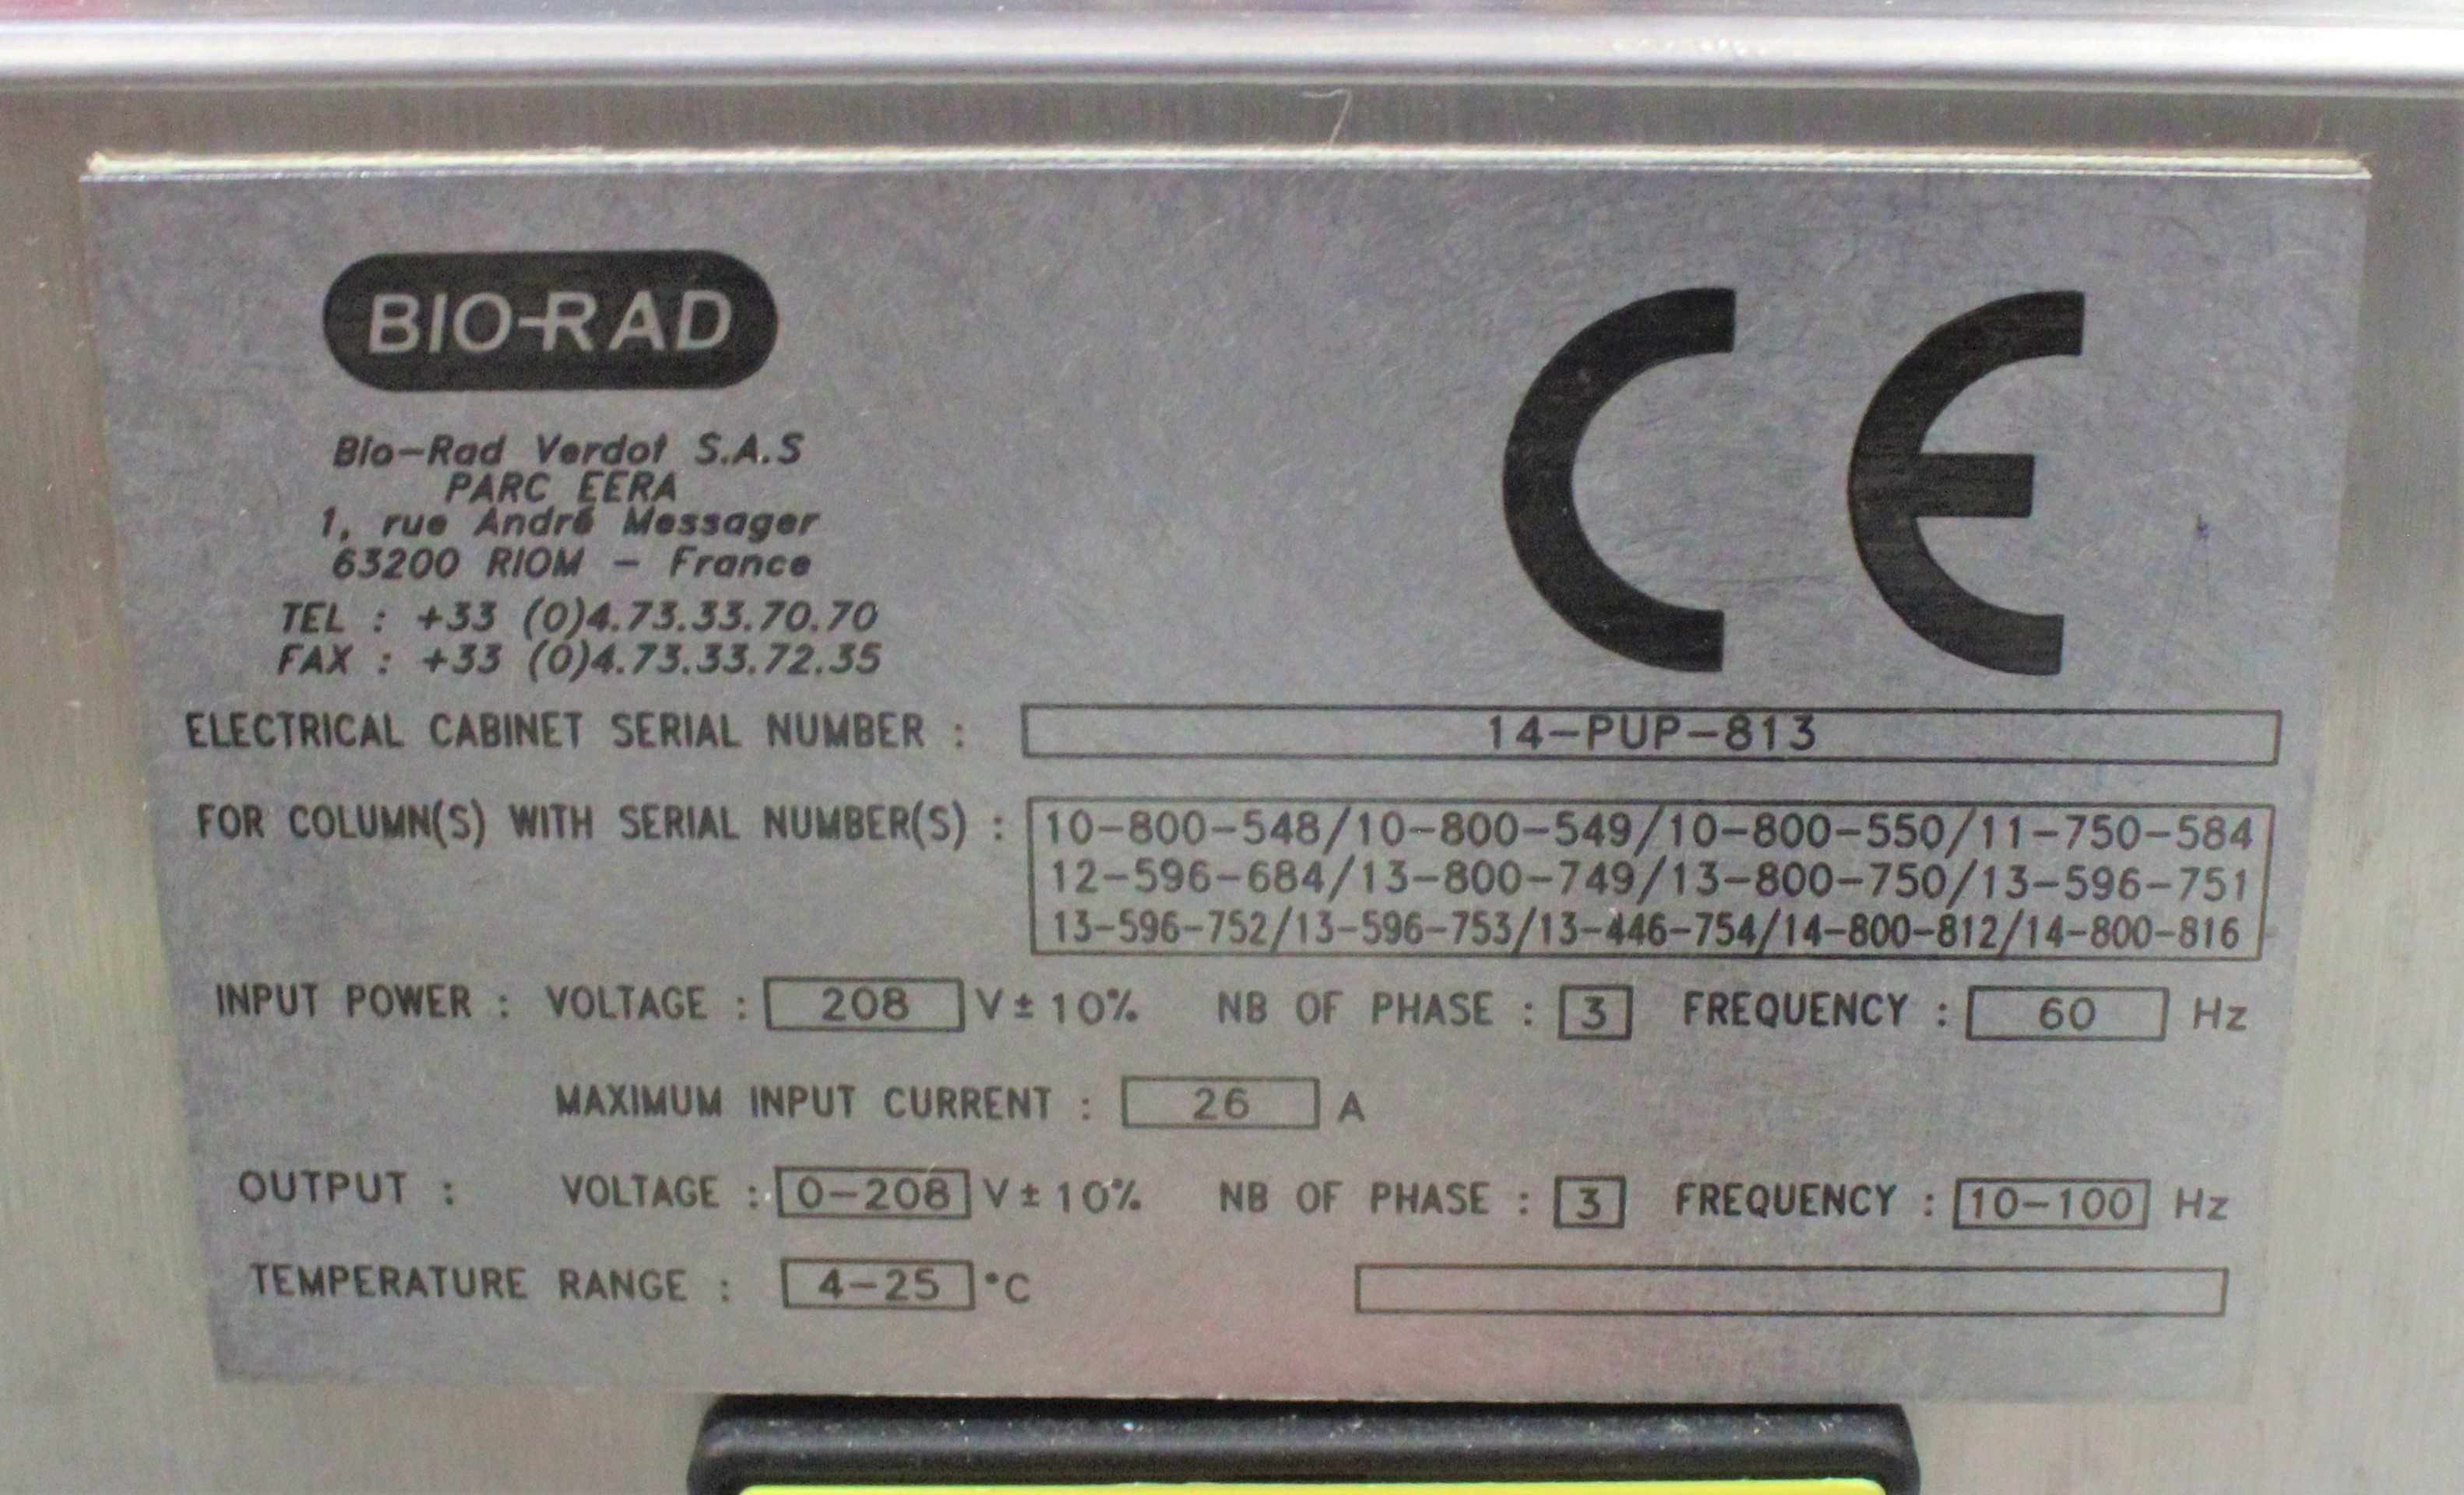 BIO-RAD
CE
Bio-Rad Verdot S.A.S
PARC EERA
1, rue André Messager
63200 RIOM - France
TEL : +33 (0)4.73.33.70.70
FAX : +33 (0)4.73.33.72.35
ELECTRICAL CABINET SERIAL NUMBER : 14-PUP-813
FOR COLUMN(S) WITH SERIAL NUMBER(S) : 10-800-548/10-800-549/10-800-550/11-750-584
12-596-684/13-800-749/13-800-750/13-596-751
13-596-752/13-596-753/13-446-754/14-800-812/14-800-816
INPUT POWER : VOLTAGE : 208 V ± 10% NB OF PHASE : 3 FREQUENCY : 60 Hz
MAXIMUM INPUT CURRENT : 26 A
OUTPUT : VOLTAGE : 0-208 V ± 10% NB OF PHASE : 3 FREQUENCY : 10-100 Hz
TEMPERATURE RANGE : 4-25 °C